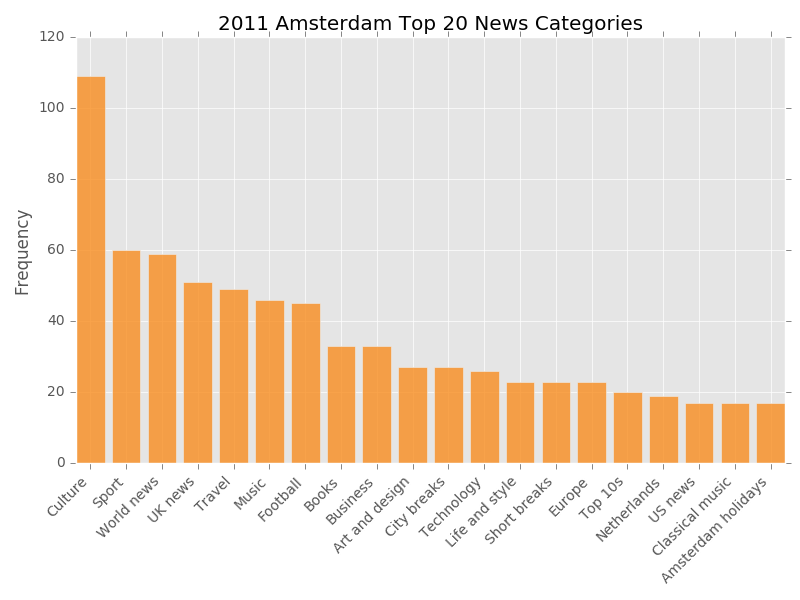 2011 Amsterdam Top 20 News Categories
120
100
80
60
40
20
0
Frequency
Culture
Sport
World news
UK news
Travel
Music
Football
Books
Business
Art and design
City breaks
Technology
Life and style
Short breaks
Europe
Top 10s
Netherlands
US news
Classical music
Amsterdam holidays